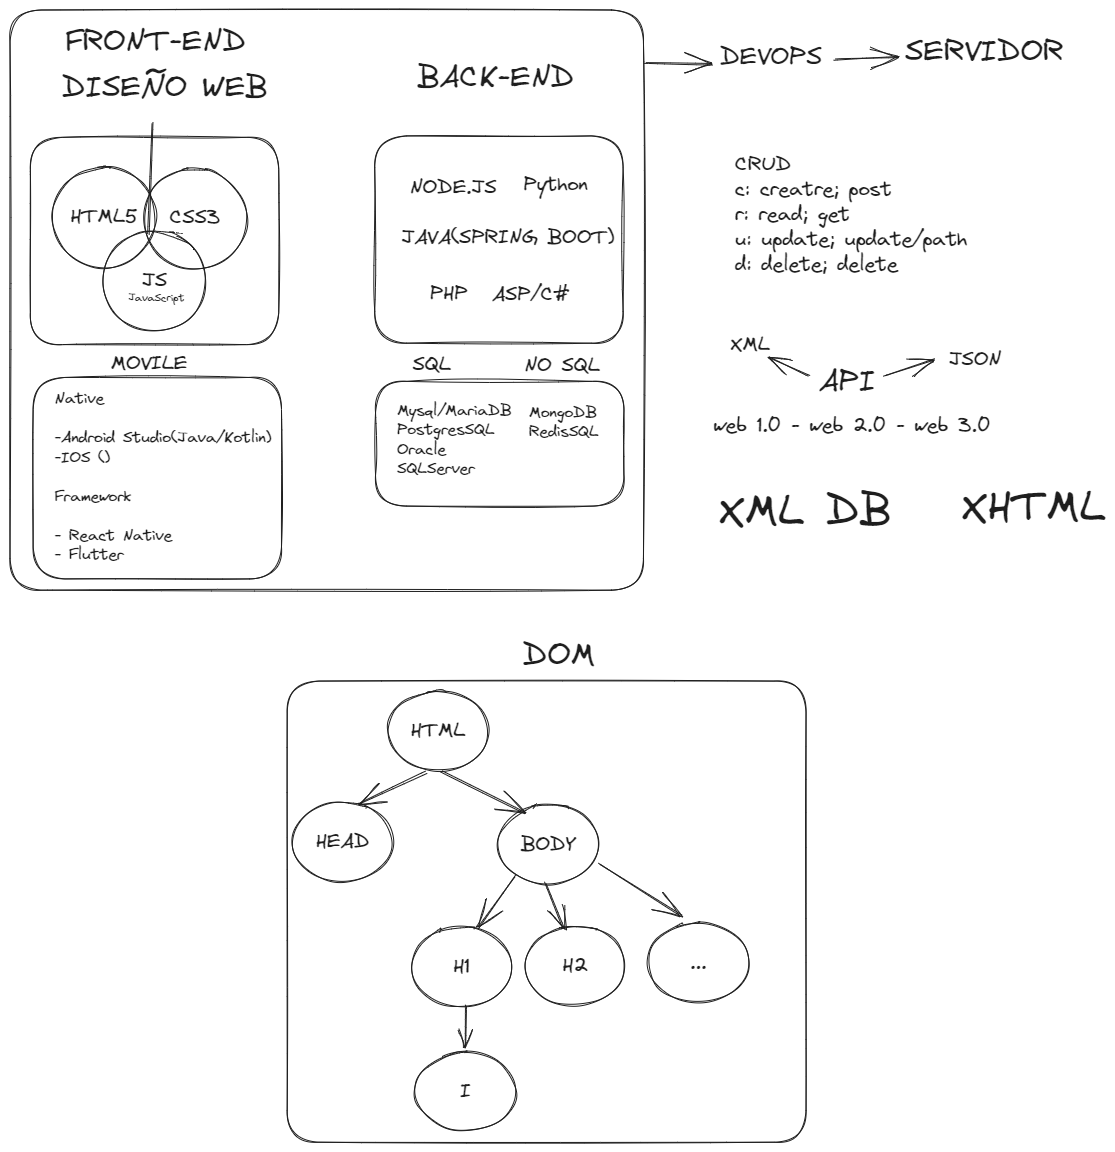 FRONT-END
DISEÑO WEB
BACK-END
DEVOPS
SERVIDOR
HTML5
CSS3
JS
JavaScript
NODE.JS
Python
JAVA(SPRING, BOOT)
PHP
ASP/C#
CRUD
c: creatre; post
r: read; get
u: update; update/path
d: delete; delete
MOVILE
Native
-Android Studio(Java/Kotlin)
-IOS ()
Framework
- React Native
- Flutter
SQL
NO SQL
Mysql/MariaDB
PostgresSQL
Oracle
SQLServer
MongoDB
RedisSQL
XML
JSON
API
web 1.0 - web 2.0 - web 3.0
XML DB
XHTML
DOM
HTML
HEAD
BODY
H1
H2
...
I